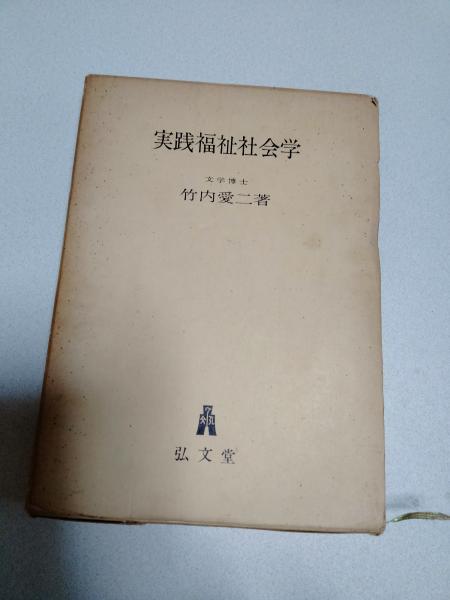 実践福祉社会学
文学博士
竹内愛二著
弘文堂